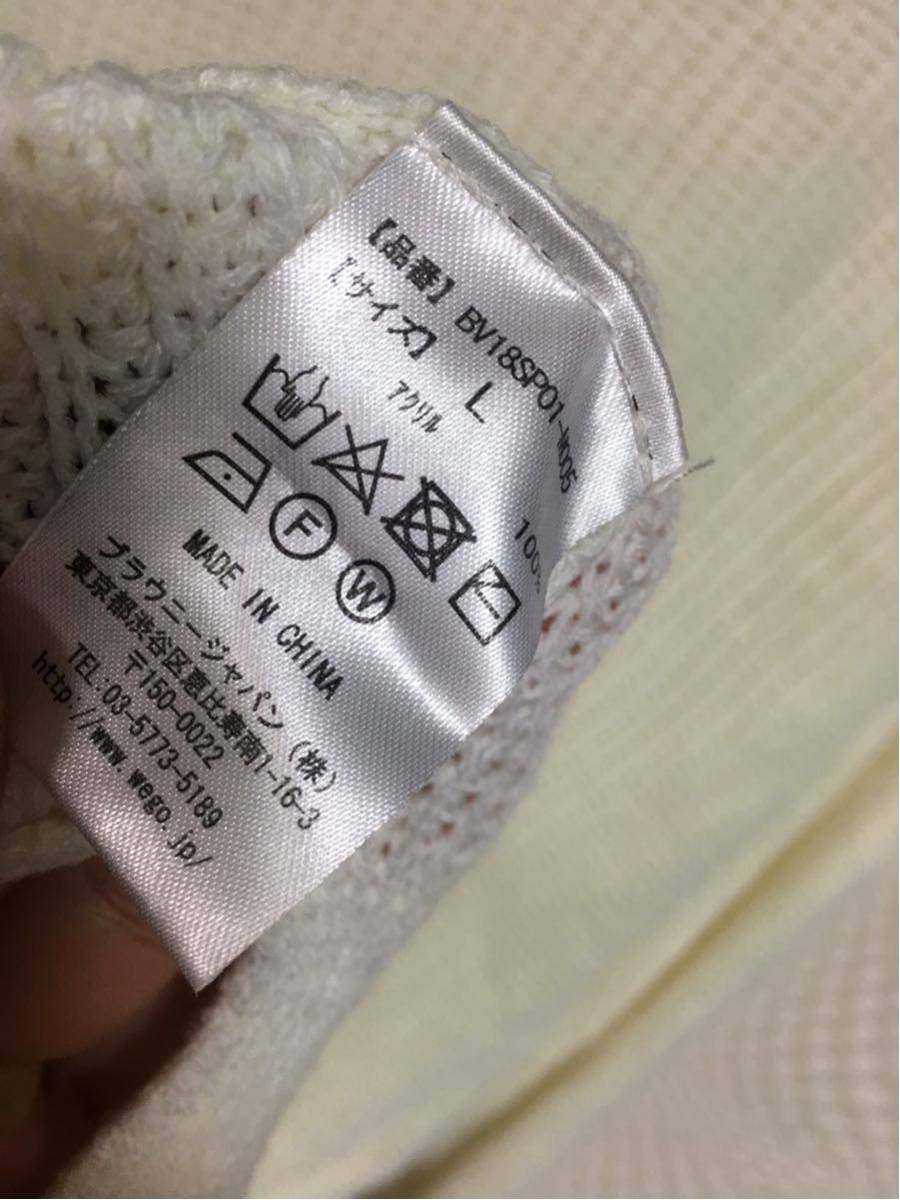 【品番】 BV18SP01-N005
【サイズ】 L
アクリル 100%
F W
MADE IN CHINA
ブラウニージャパン (株)
東京都渋谷区恵比寿南1-16-3
〒150-0022
TEL:03-5773-5189
http://www.wego.jp/